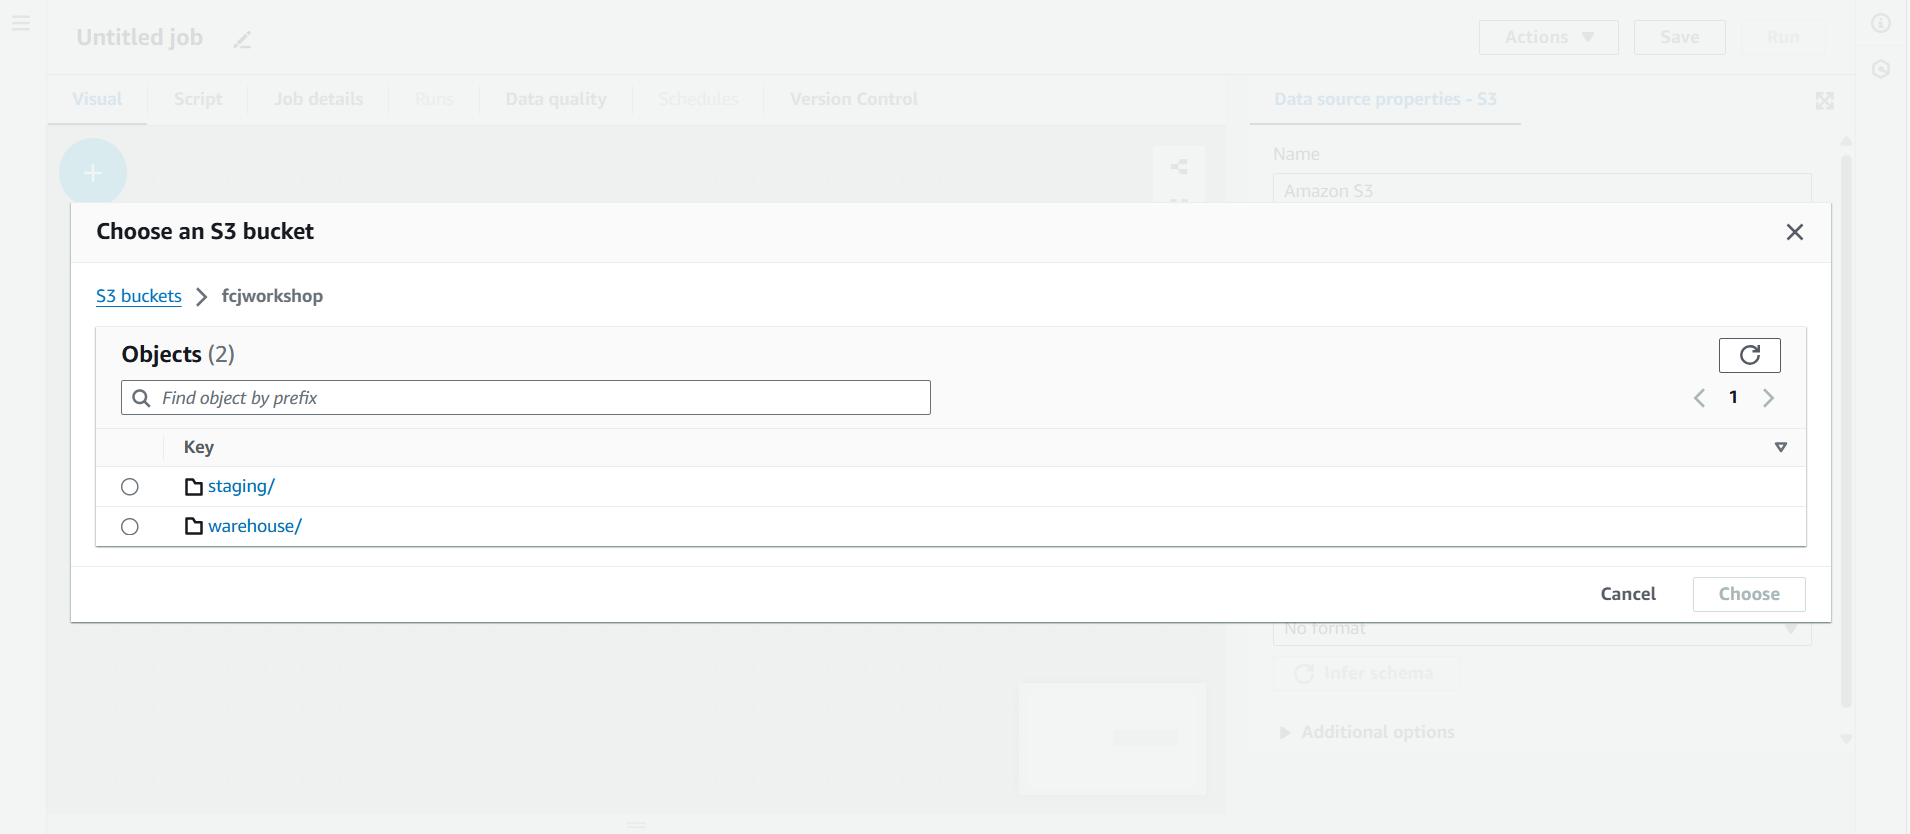 Untitled job
Actions
Save
Run
Visual
Script
Job details
Runs
Data quality
Schedules
Version Control
Data source properties - S3
Name
Amazon S3
Choose an S3 bucket
S3 buckets
fcjworkshop
Objects (2)
Find object by prefix
1
Key
staging/
warehouse/
Cancel
Choose
No format
Infer schema
Additional options